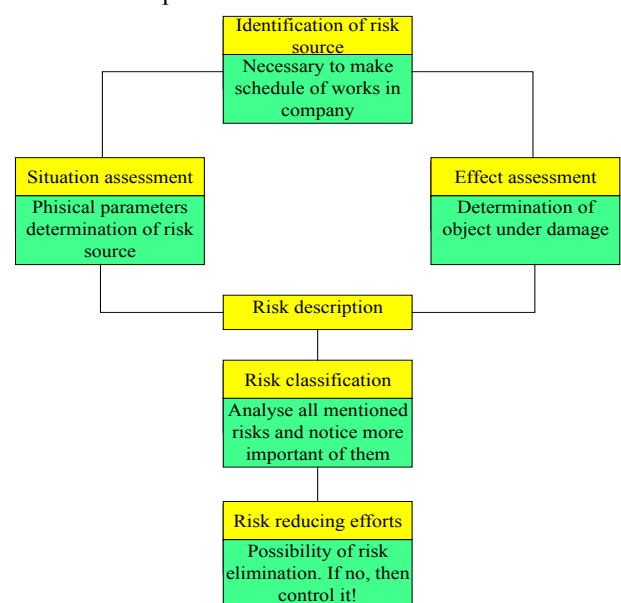 Identification of risk
source
Necessary to make
schedule of works in
company
Situation assessment
Phisical parameters
determination of risk
source
Effect assessment
Determination of
object under damage
Risk description
Risk classification
Analyse all mentioned
risks and notice more
important of them
Risk reducing efforts
Possibility of risk
elimination. If no, then
control it!